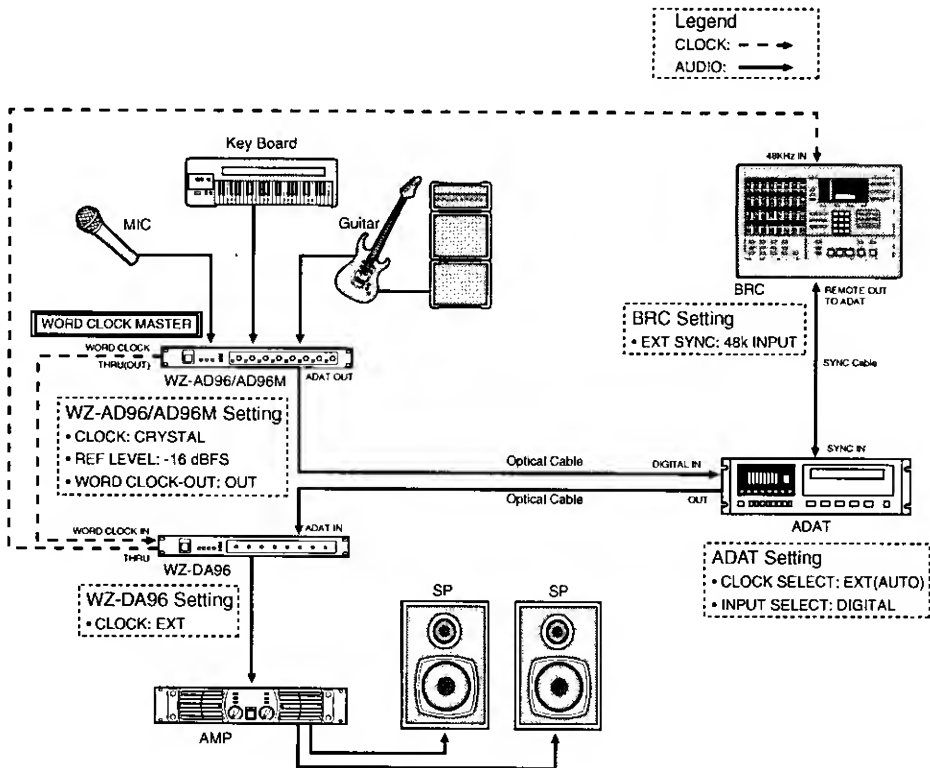 Legend
CLOCK:
AUDIO:
Key Board
48KHz IN
MIC
Guitar
BRC
REMOTE OUT
TO ADAT
WORD CLOCK MASTER
BRC Setting
• EXT SYNC: 48k INPUT
WORD CLOCK
THRU(OUT)
ADAT OUT
WZ-AD96/AD96M
SYNC Cable
WZ-AD96/AD96M Setting
• CLOCK: CRYSTAL
• REF LEVEL: -16 dBFS
• WORD CLOCK-OUT: OUT
SYNC IN
Optical Cable
DIGITAL IN
Optical Cable
OUT
ADAT
WORD CLOCK IN
ADAT IN
THRU
WZ-DA96
ADAT Setting
• CLOCK SELECT: EXT(AUTO)
• INPUT SELECT: DIGITAL
WZ-DA96 Setting
• CLOCK: EXT
SP
SP
AMP